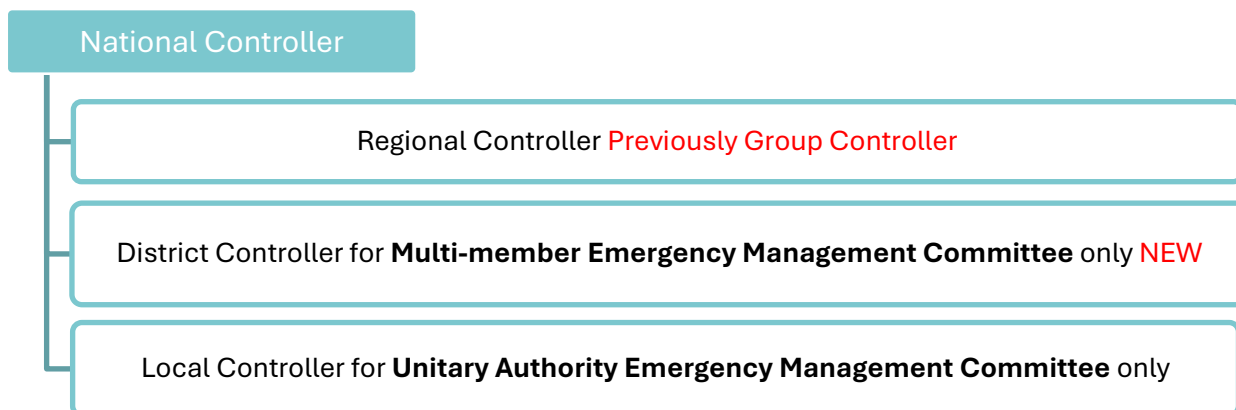 National Controller
Regional Controller Previously Group Controller
District Controller for Multi-member Emergency Management Committee only NEW
Local Controller for Unitary Authority Emergency Management Committee only